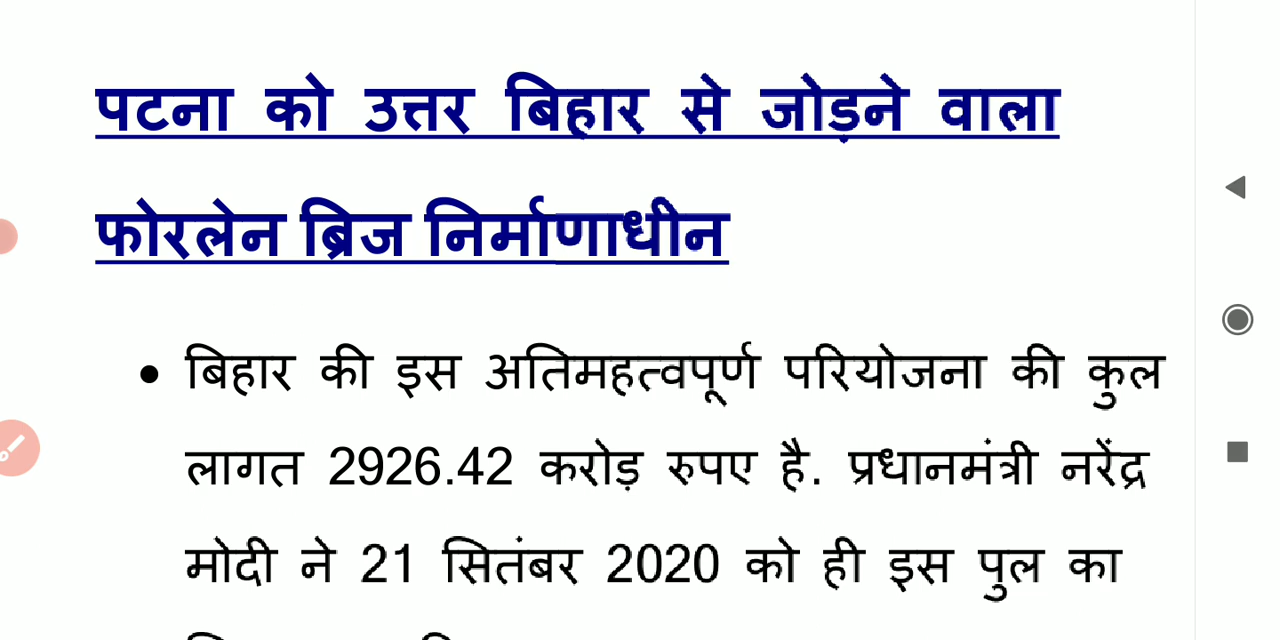 पटना को उत्तर बिहार से जोड़ने वाला
फोरलेन ब्रिज निर्माणाधीन
• बिहार की इस अतिमहत्वपूर्ण परियोजना की कुल
लागत 2926.42 करोड़ रुपए है. प्रधानमंत्री नरेंद्र
मोदी ने 21 सितंबर 2020 को ही इस पुल का